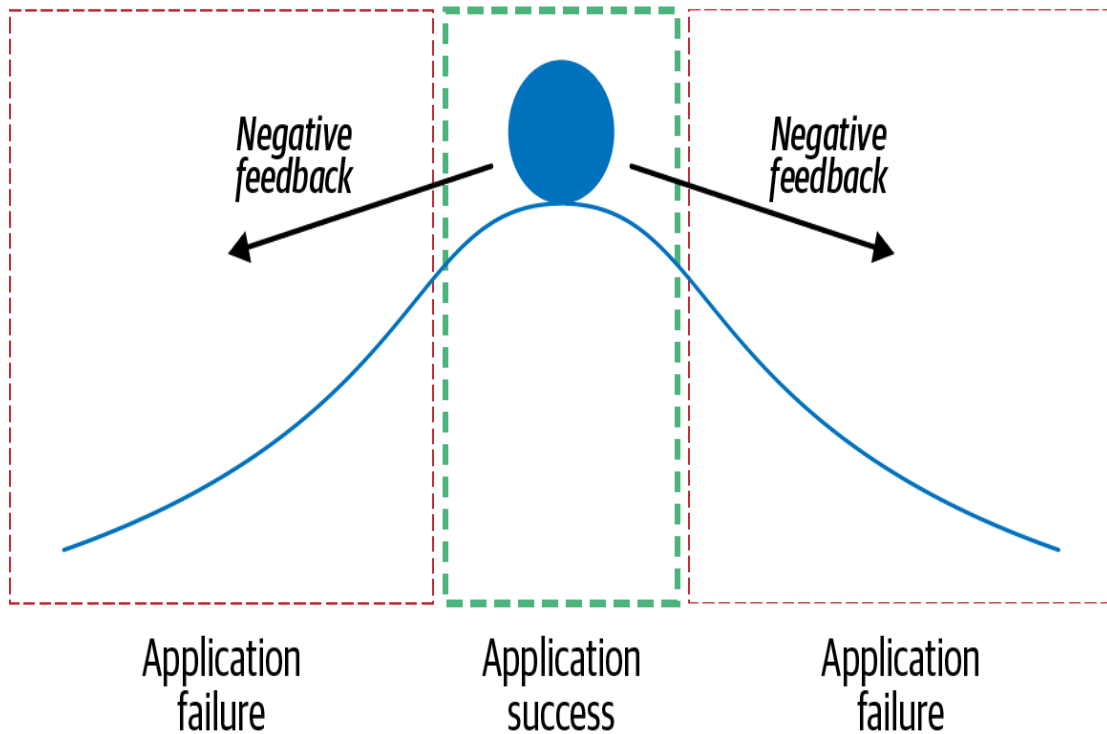 Negative
feedback
Negative
feedback
Application
failure
Application
success
Application
failure